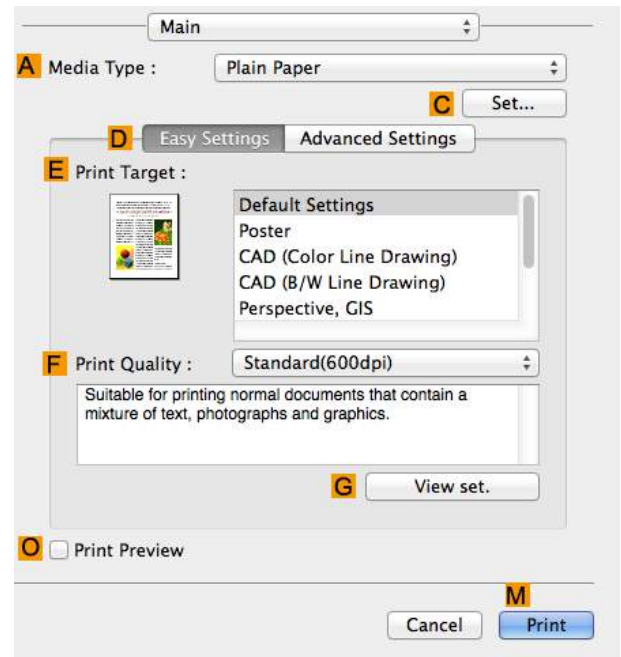 Main
A Media Type : Plain Paper
C Set...
D Easy Settings Advanced Settings
E Print Target :
Default Settings
Poster
CAD (Color Line Drawing)
CAD (B/W Line Drawing)
Perspective, GIS
F Print Quality : Standard(600dpi)
Suitable for printing normal documents that contain a
mixture of text, photographs and graphics.
G View set.
O Print Preview
M
Cancel Print